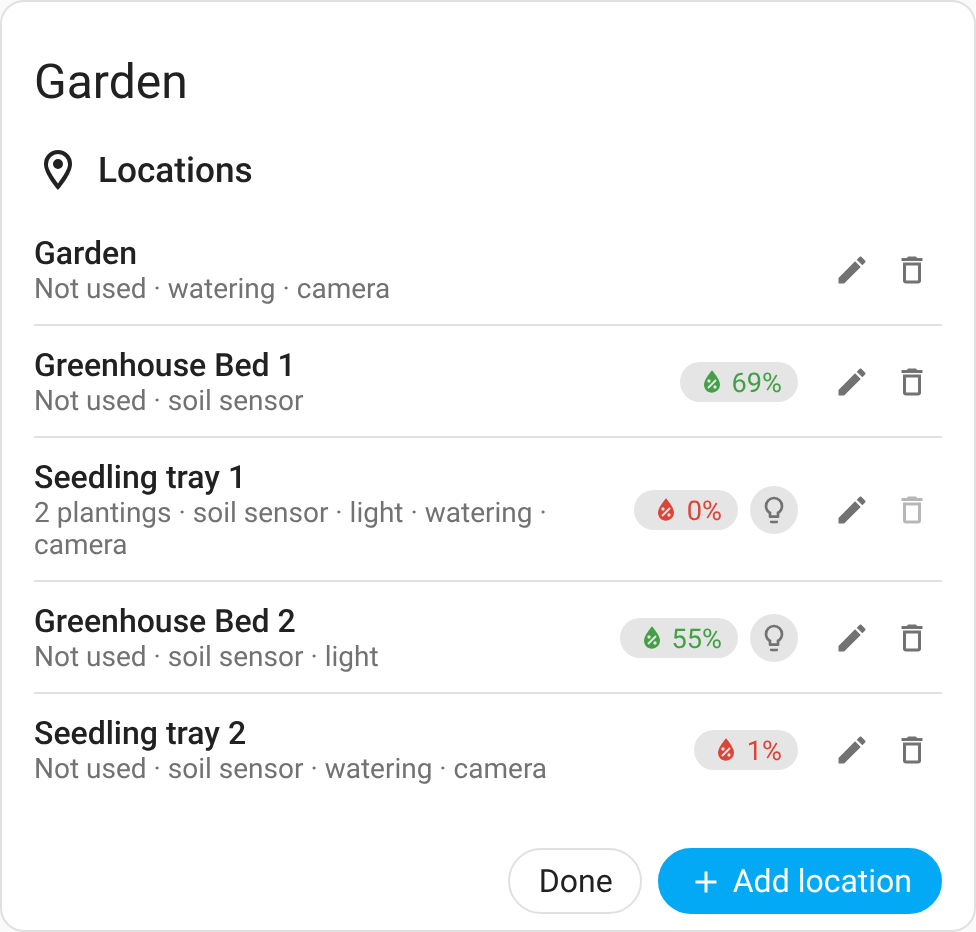 Garden
Locations
Garden
Not used · watering · camera
Greenhouse Bed 1
Not used · soil sensor
69%
Seedling tray 1
2 plantings · soil sensor · light · watering ·
camera
0%
Greenhouse Bed 2
Not used · soil sensor · light
55%
Seedling tray 2
Not used · soil sensor · watering · camera
1%
Done
+ Add location